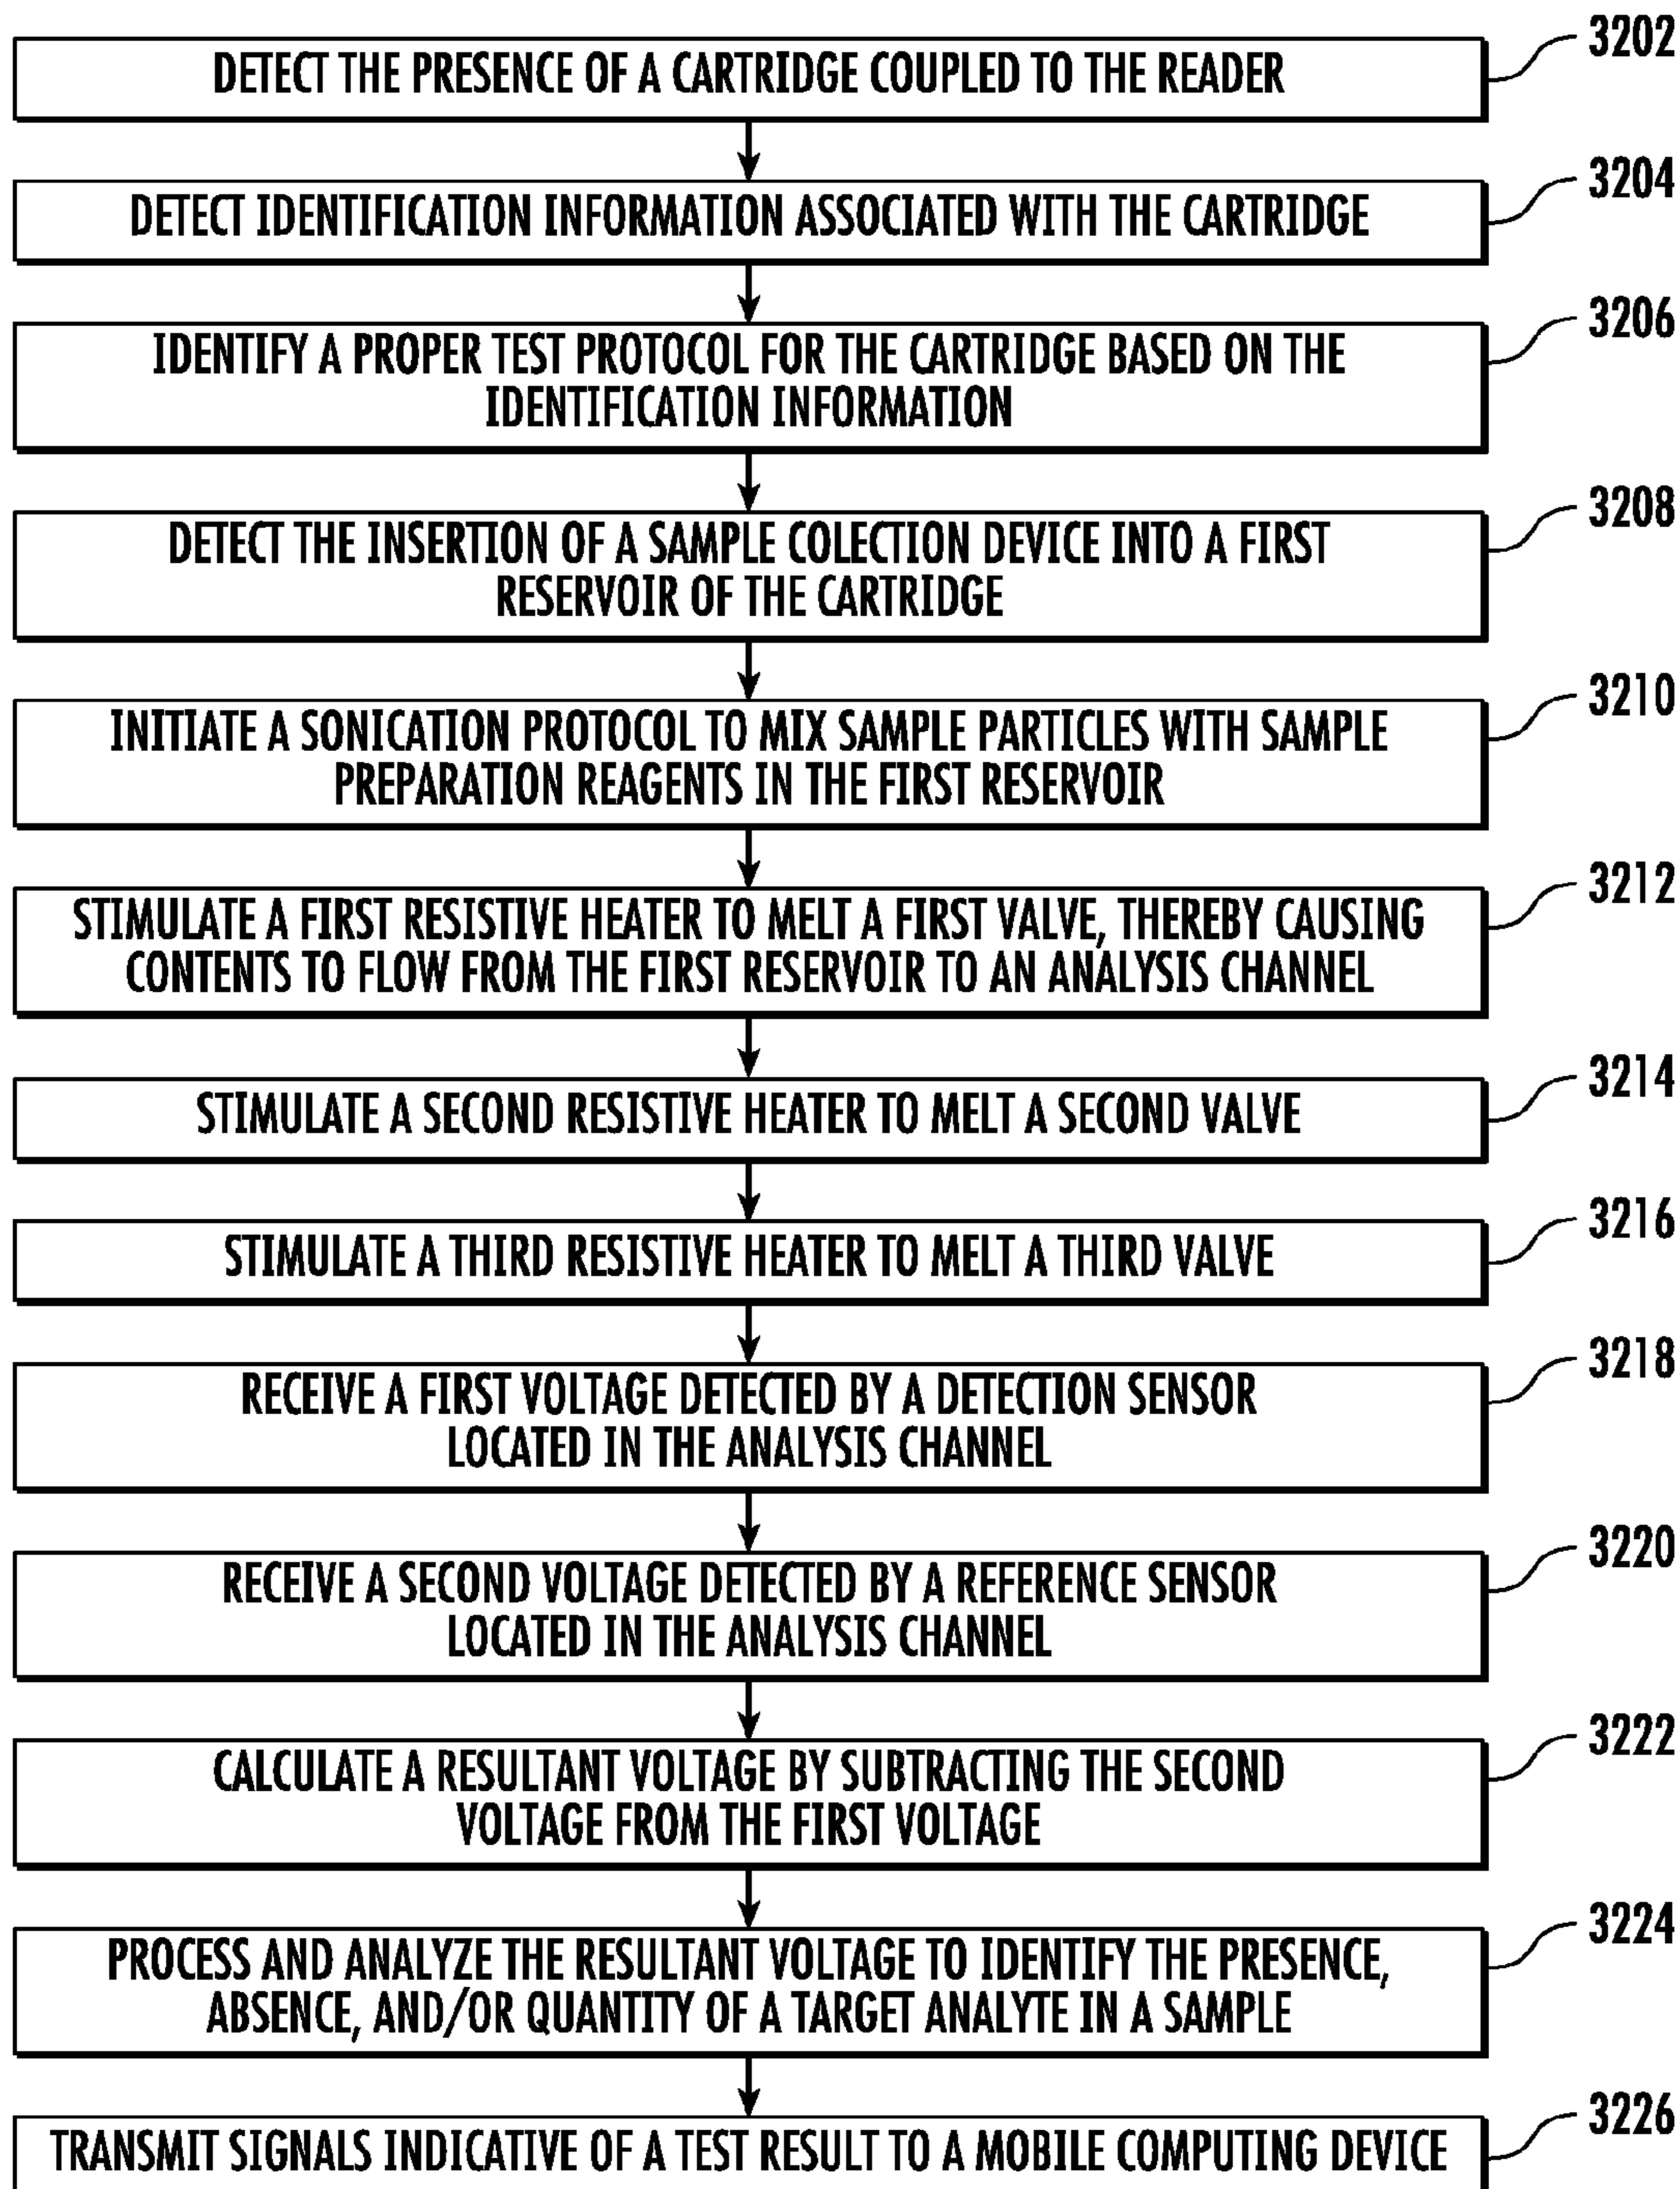 3202
DETECT THE PRESENCE OF A CARTRIDGE COUPLED TO THE READER
3204
DETECT IDENTIFICATION INFORMATION ASSOCIATED WITH THE CARTRIDGE
3206
IDENTIFY A PROPER TEST PROTOCOL FOR THE CARTRIDGE BASED ON THE
IDENTIFICATION INFORMATION
3208
DETECT THE INSERTION OF A SAMPLE COLECTION DEVICE INTO A FIRST
RESERVOIR OF THE CARTRIDGE
3210
INITIATE A SONICATION PROTOCOL TO MIX SAMPLE PARTICLES WITH SAMPLE
PREPARATION REAGENTS IN THE FIRST RESERVOIR
3212
STIMULATE A FIRST RESISTIVE HEATER TO MELT A FIRST VALVE, THEREBY CAUSING
CONTENTS TO FLOW FROM THE FIRST RESERVOIR TO AN ANALYSIS CHANNEL
3214
STIMULATE A SECOND RESISTIVE HEATER TO MELT A SECOND VALVE
3216
STIMULATE A THIRD RESISTIVE HEATER TO MELT A THIRD VALVE
3218
RECEIVE A FIRST VOLTAGE DETECTED BY A DETECTION SENSOR
LOCATED IN THE ANALYSIS CHANNEL
3220
RECEIVE A SECOND VOLTAGE DETECTED BY A REFERENCE SENSOR
LOCATED IN THE ANALYSIS CHANNEL
3222
CALCULATE A RESULTANT VOLTAGE BY SUBTRACTING THE SECOND
VOLTAGE FROM THE FIRST VOLTAGE
3224
PROCESS AND ANALYZE THE RESULTANT VOLTAGE TO IDENTIFY THE PRESENCE,
ABSENCE, AND/OR QUANTITY OF A TARGET ANALYTE IN A SAMPLE
3226
TRANSMIT SIGNALS INDICATIVE OF A TEST RESULT TO A MOBILE COMPUTING DEVICE